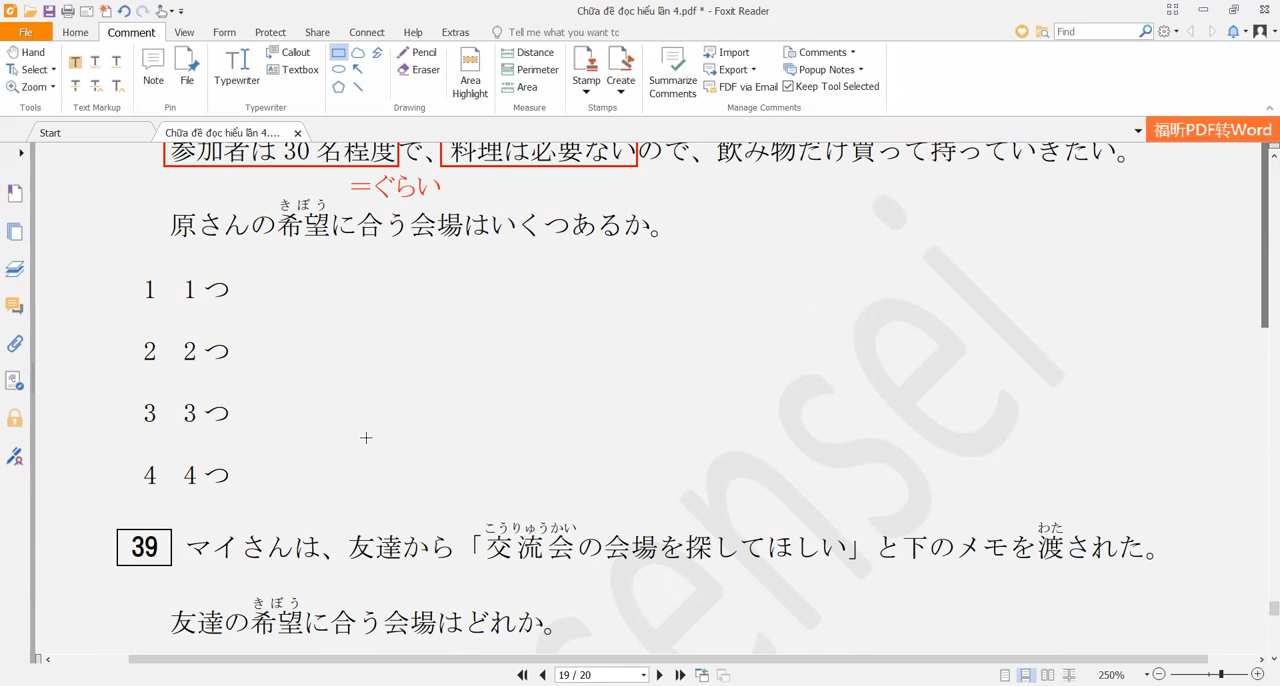 Chữa đề đọc hiểu lần 4.pdf * - Foxit Reader
File Home Comment View Form Protect Share Connect Help Extras Tell me what you want to Find
Hand
Select
Zoom
Tools
Text Markup
Note
File
Pin
Typewriter
Callout
Textbox
Typewriter
Pencil
Eraser
Area Highlight
Drawing
Distance
Perimeter
Area
Measure
Stamp
Create
Stamps
Summarize Comments
Import
Export
FDF via Email
Comments
Popup Notes
Keep Tool Selected
Manage Comments
Start
Chữa đề đọc hiểu lần 4....
福昕PDF转Word
参加者は 30 名程度で、料理は必要ないので、飲み物だけ買って持っていきたい。
=ぐらい
きぼう
原さんの希望に合う会場はいくつあるか。
1 1つ
2 2つ
3 3つ
4 4つ
こうりゅうかい わた
39 マイさんは、友達から「交流会の会場を探してほしい」と下のメモを渡された。
きぼう
友達の希望に合う会場はどれか。
sensei
19 / 20
250%